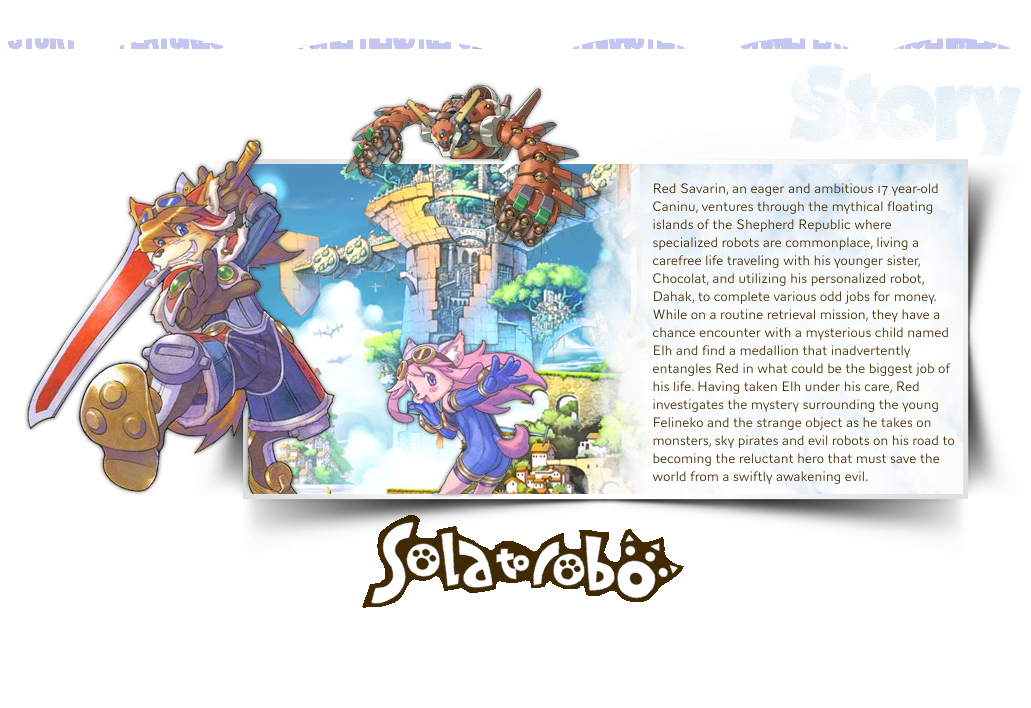 STORY
FEATURES
Story
Red Savarin, an eager and ambitious 17 year-old
Caninu, ventures through the mythical floating
islands of the Shepherd Republic where
specialized robots are commonplace, living a
carefree life traveling with his younger sister,
Chocolat, and utilizing his personalized robot,
Dahak, to complete various odd jobs for money.
While on a routine retrieval mission, they have a
chance encounter with a mysterious child named
Elh and find a medallion that inadvertently
entangles Red in what could be the biggest job of
his life. Having taken Elh under his care, Red
investigates the mystery surrounding the young
Felineko and the strange object as he takes on
monsters, sky pirates and evil robots on his road to
becoming the reluctant hero that must save the
world from a swiftly awakening evil.
Solatorobo